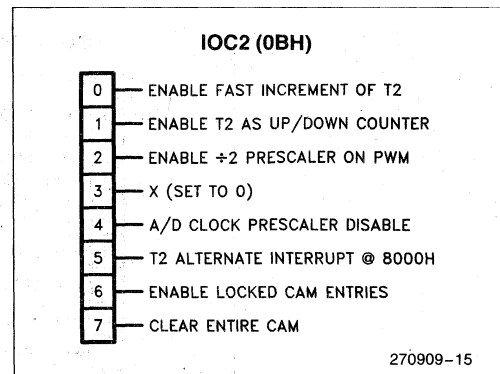 IOC2 (0BH)
0 ENABLE FAST INCREMENT OF T2
1 ENABLE T2 AS UP/DOWN COUNTER
2 ENABLE ÷2 PRESCALER ON PWM
3 X (SET TO 0)
4 A/D CLOCK PRESCALER DISABLE
5 T2 ALTERNATE INTERRUPT @ 8000H
6 ENABLE LOCKED CAM ENTRIES
7 CLEAR ENTIRE CAM
270909-15